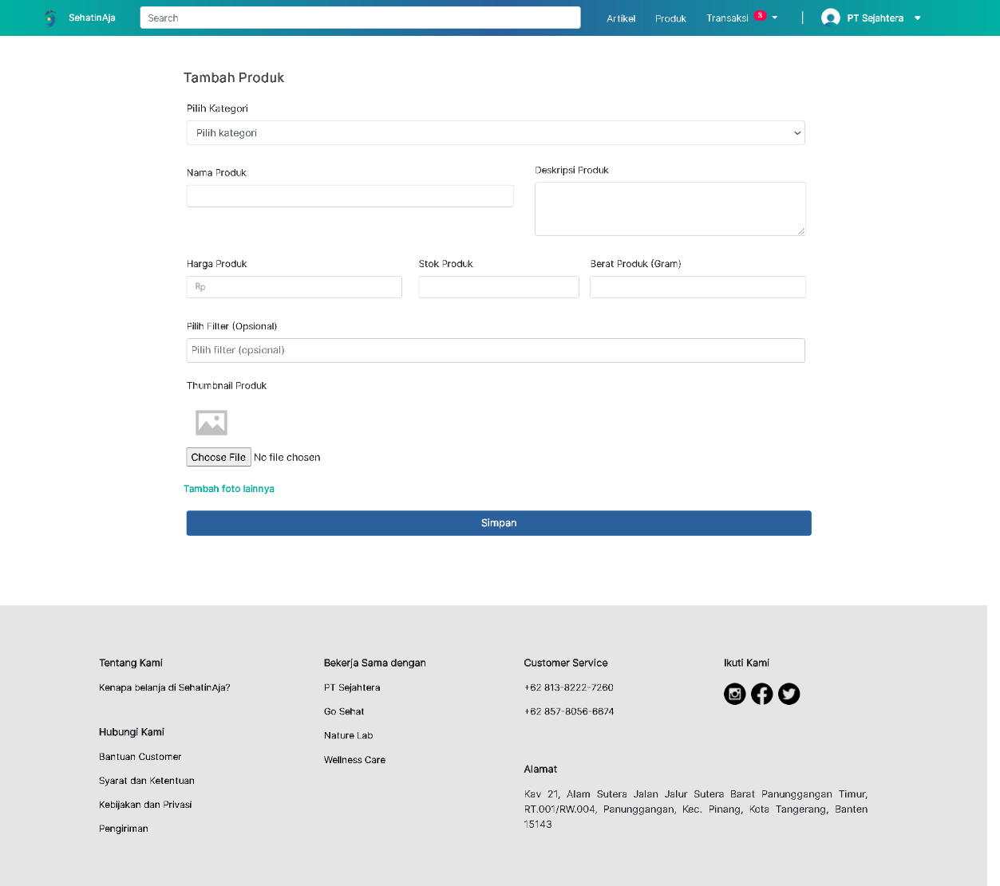 SehatinAja
Search
Artikel
Produk
Transaksi 3
PT Sejahtera
Tambah Produk
Pilih Kategori
Pilih kategori
Nama Produk
Deskripsi Produk
Harga Produk
Stok Produk
Berat Produk (Gram)
Rp
Pilih Filter (Opsional)
Pilih filter (opsional)
Thumbnail Produk
Choose File No file chosen
Tambah foto lainnya
Simpan
Tentang Kami
Kenapa belanja di SehatinAja?
Hubungi Kami
Bantuan Customer
Syarat dan Ketentuan
Kebijakan dan Privasi
Pengiriman
Bekerja Sama dengan
PT Sejahtera
Go Sehat
Nature Lab
Wellness Care
Customer Service
+62 813-8222-7260
+62 857-8056-6674
Alamat
Kav 21, Alam Sutera Jalan Jalur Sutera Barat Panunggangan Timur,
RT.001/RW.004, Panunggangan, Kec. Pinang, Kota Tangerang, Banten
15143
Ikuti Kami